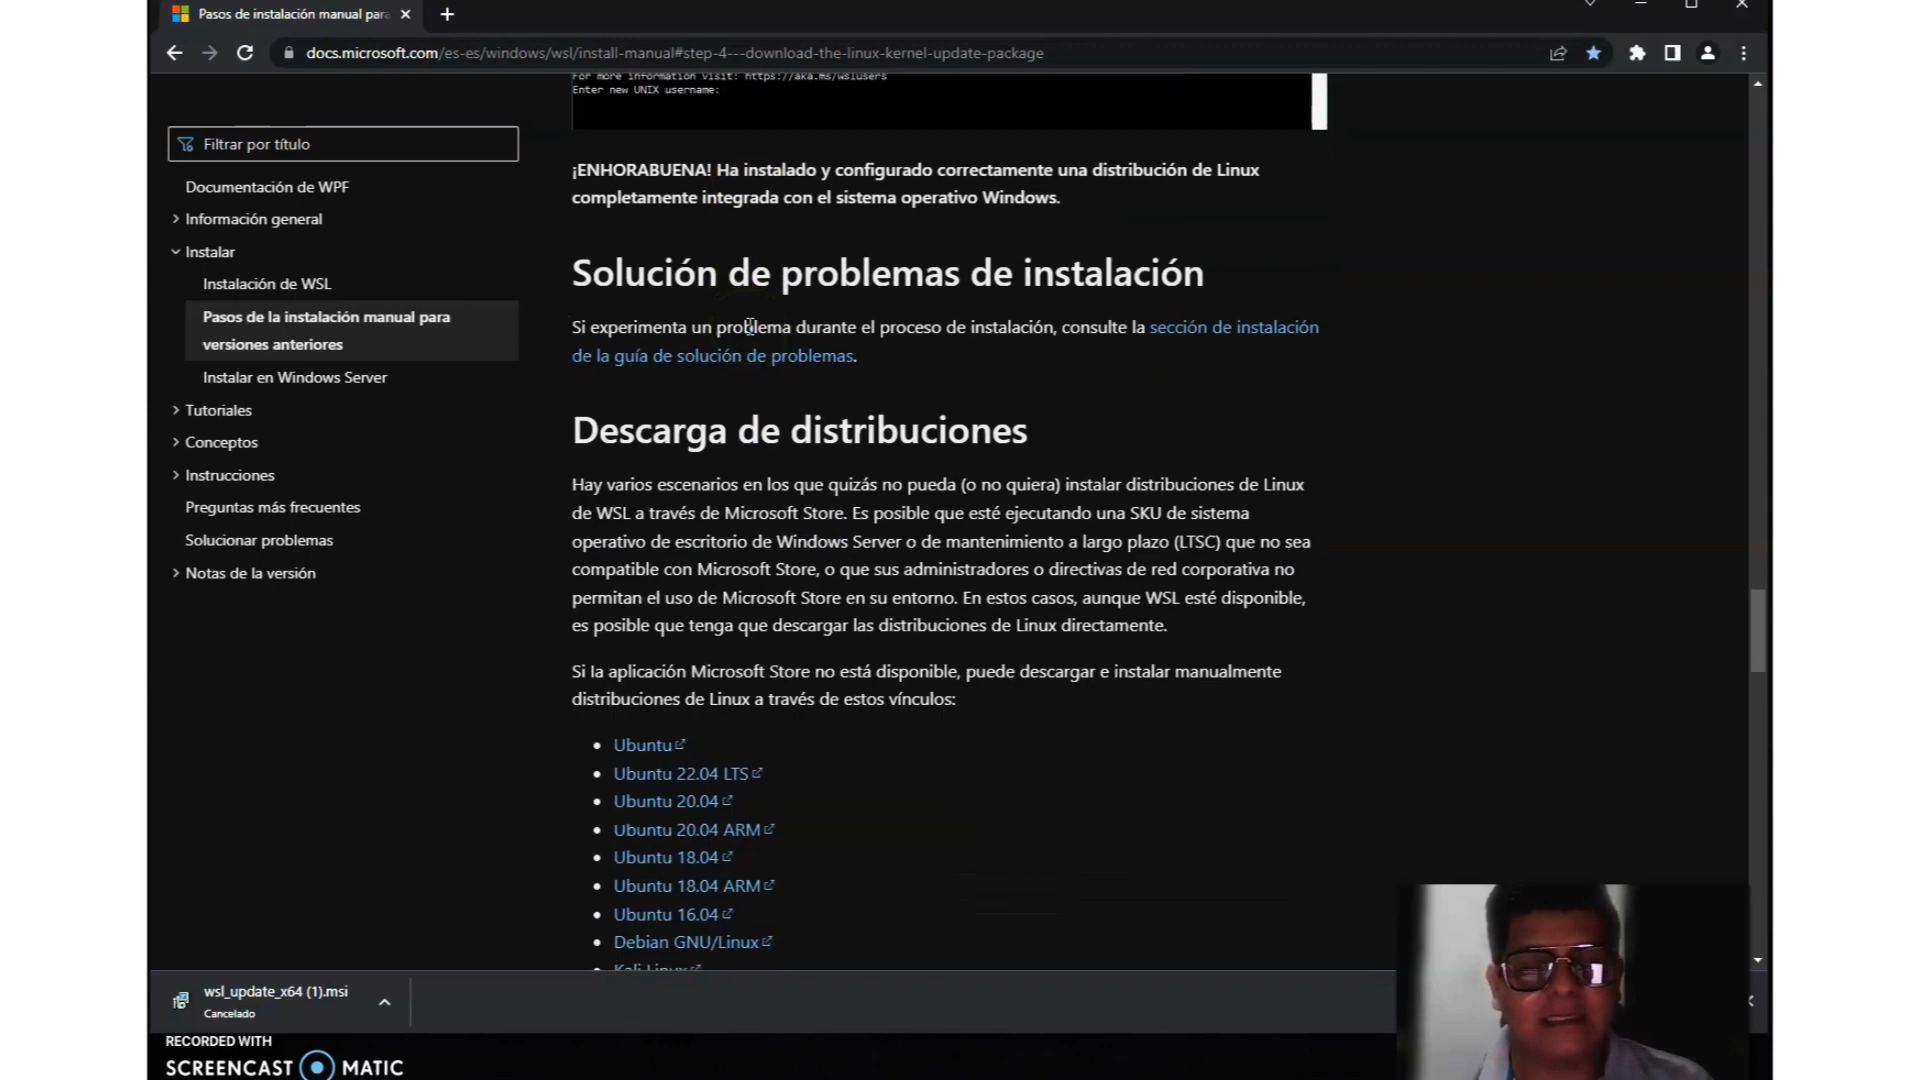 Pasos de instalación manual para
docs.microsoft.com/es-es/windows/wsl/install-manual#step-4---download-the-linux-kernel-update-package
For more information visit: https://aka.ms/wslusers
Enter new UNIX username:
Filtrar por título
Documentación de WPF
Información general
Instalar
Instalación de WSL
Pasos de la instalación manual para
versiones anteriores
Instalar en Windows Server
Tutoriales
Conceptos
Instrucciones
Preguntas más frecuentes
Solucionar problemas
Notas de la versión
¡ENHORABUENA! Ha instalado y configurado correctamente una distribución de Linux
completamente integrada con el sistema operativo Windows.
Solución de problemas de instalación
Si experimenta un problema durante el proceso de instalación, consulte la sección de instalación
de la guía de solución de problemas.
Descarga de distribuciones
Hay varios escenarios en los que quizás no pueda (o no quiera) instalar distribuciones de Linux
de WSL a través de Microsoft Store. Es posible que esté ejecutando una SKU de sistema
operativo de escritorio de Windows Server o de mantenimiento a largo plazo (LTSC) que no sea
compatible con Microsoft Store, o que sus administradores o directivas de red corporativa no
permitan el uso de Microsoft Store en su entorno. En estos casos, aunque WSL esté disponible,
es posible que tenga que descargar las distribuciones de Linux directamente.
Si la aplicación Microsoft Store no está disponible, puede descargar e instalar manualmente
distribuciones de Linux a través de estos vínculos:
Ubuntu
Ubuntu 22.04 LTS
Ubuntu 20.04
Ubuntu 20.04 ARM
Ubuntu 18.04
Ubuntu 18.04 ARM
Ubuntu 16.04
Debian GNU/Linux
Kali Linux
wsl_update_x64 (1).msi
Cancelado
RECORDED WITH
SCREENCAST MATIC